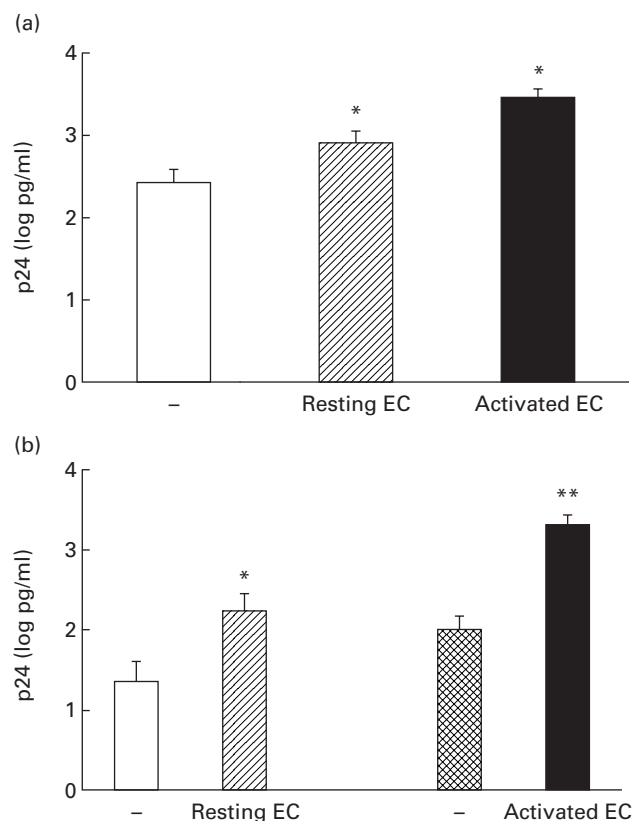 (a)
4
3
2
1
0
p24 (log pg/ml)
*
*
– Resting EC Activated EC
(b)
4
3
2
1
0
p24 (log pg/ml)
*
**
– Resting EC – Activated EC